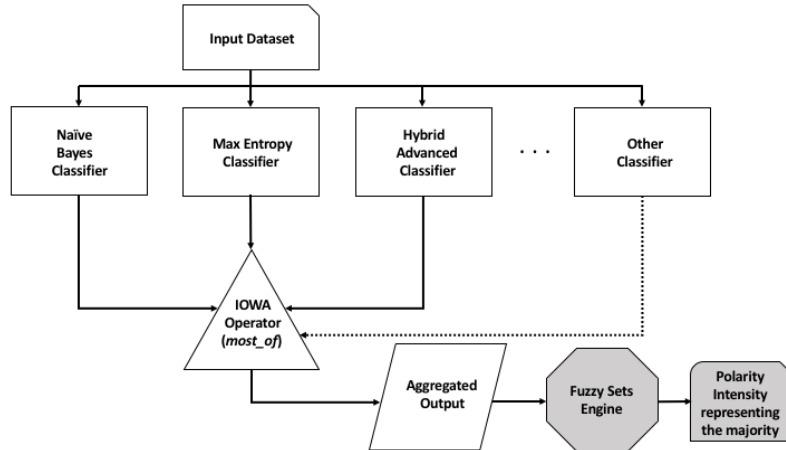 Input Dataset
Naïve
Bayes
Classifier
Max Entropy
Classifier
Hybrid
Advanced
Classifier
. . .
Other
Classifier
IOWA
Operator
(most_of)
Aggregated
Output
Fuzzy Sets
Engine
Polarity
Intensity
representing
the majority